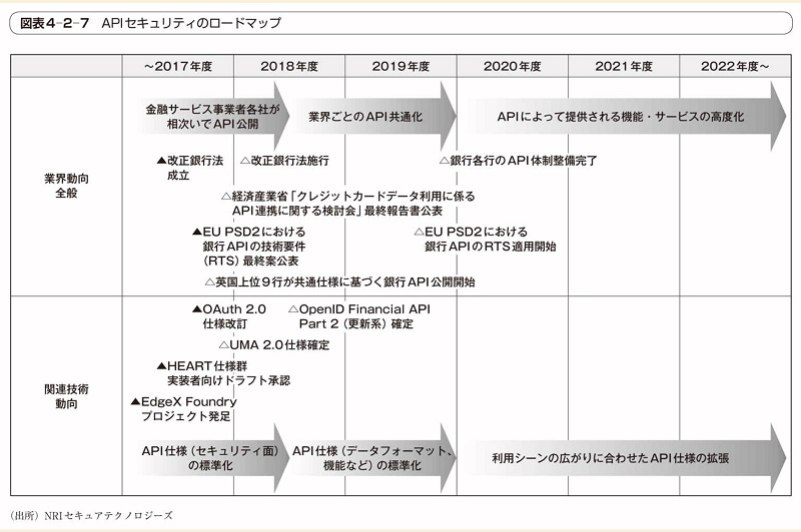 図表4-2-7 APIセキュリティのロードマップ
～2017年度 2018年度 2019年度 2020年度 2021年度 2022年度～
業界動向
全般
金融サービス事業者各社が
相次いでAPI公開
業界ごとのAPI共通化
APIによって提供される機能・サービスの高度化
▲改正銀行法
成立
△改正銀行法施行
△銀行各行のAPI体制整備完了
△経済産業省「クレジットカードデータ利用に係る
API連携に関する検討会」最終報告書公表
▲EU PSD2における
銀行APIの技術要件
（RTS）最終案公表
△EU PSD2における
銀行APIのRTS適用開始
△英国上位9行が共通仕様に基づく銀行API公開開始
関連技術
動向
▲OAuth 2.0
仕様改訂
△OpenID Financial API
Part 2（更新系）確定
△UMA 2.0仕様確定
▲HEART仕様群
実装者向けドラフト承認
▲EdgeX Foundry
プロジェクト発足
API仕様（セキュリティ面）
の標準化
API仕様（データフォーマット、
機能など）の標準化
利用シーンの広がりに合わせたAPI仕様の拡張
（出所）NRIセキュアテクノロジーズ